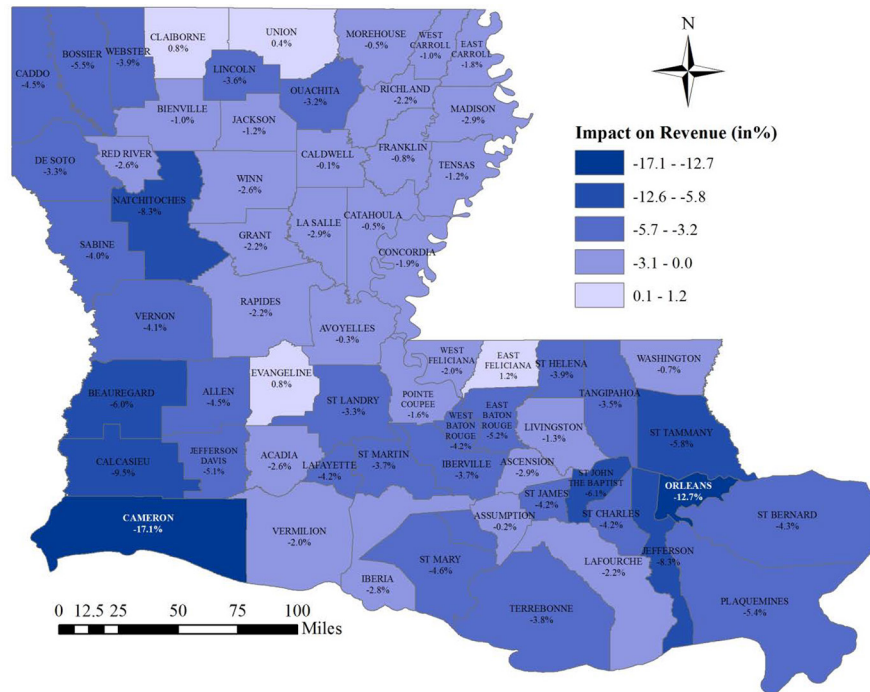 CLAIBORNE
0.8%
UNION
0.4%
MOREHOUSE
-0.5%
WEST
CARROLL
-1.0%
EAST
CARROLL
-1.8%
N
CADDO
-4.5%
BOSSIER
-5.5%
WEBSTER
-3.9%
LINCOLN
-3.6%
OUACHITA
-3.2%
RICHLAND
-2.2%
MADISON
-2.9%
BIENVILLE
-1.0%
JACKSON
-1.2%
DE SOTO
-3.3%
RED RIVER
-2.6%
CALDWELL
-0.1%
FRANKLIN
-0.8%
TENSAS
-1.2%
WINN
-2.6%
NATCHITOCHES
-8.3%
SABINE
-4.0%
GRANT
-2.2%
LA SALLE
-2.9%
CATAHOULA
-0.5%
CONCORDIA
-1.9%
Impact on Revenue (in%)
-17.1 - -12.7
-12.6 - -5.8
-5.7 - -3.2
-3.1 - 0.0
0.1 - 1.2
VERNON
-4.1%
RAPIDES
-2.2%
AVOYELLES
-0.3%
BEAUREGARD
-6.0%
ALLEN
-4.5%
EVANGELINE
0.8%
ST LANDRY
-3.3%
POINTE
COUPEE
-1.6%
WEST
FELICIANA
-2.0%
EAST
FELICIANA
1.2%
ST HELENA
-3.9%
TANGIPAHOA
-3.5%
WASHINGTON
-0.7%
WEST
BATON
ROUGE
-4.2%
EAST
BATON
ROUGE
-5.2%
LIVINGSTON
-1.3%
ST TAMMANY
-5.8%
CALCASIEU
-9.5%
JEFFERSON
DAVIS
-5.1%
ACADIA
-2.6%
LAFAYETTE
-4.2%
ST MARTIN
-3.7%
IBERVILLE
-3.7%
ASCENSION
-2.9%
ST JAMES
-4.2%
ST JOHN
THE BAPTIST
-6.1%
ST CHARLES
-4.2%
ORLEANS
-12.7%
ST BERNARD
-4.3%
CAMERON
-17.1%
VERMILION
-2.0%
IBERIA
-2.8%
ST MARY
-4.6%
ASSUMPTION
-0.2%
TERREBONNE
-3.8%
LAFOURCHE
-2.2%
JEFFERSON
-8.3%
PLAQUEMINES
-5.4%
0 12.5 25 50 75 100
Miles